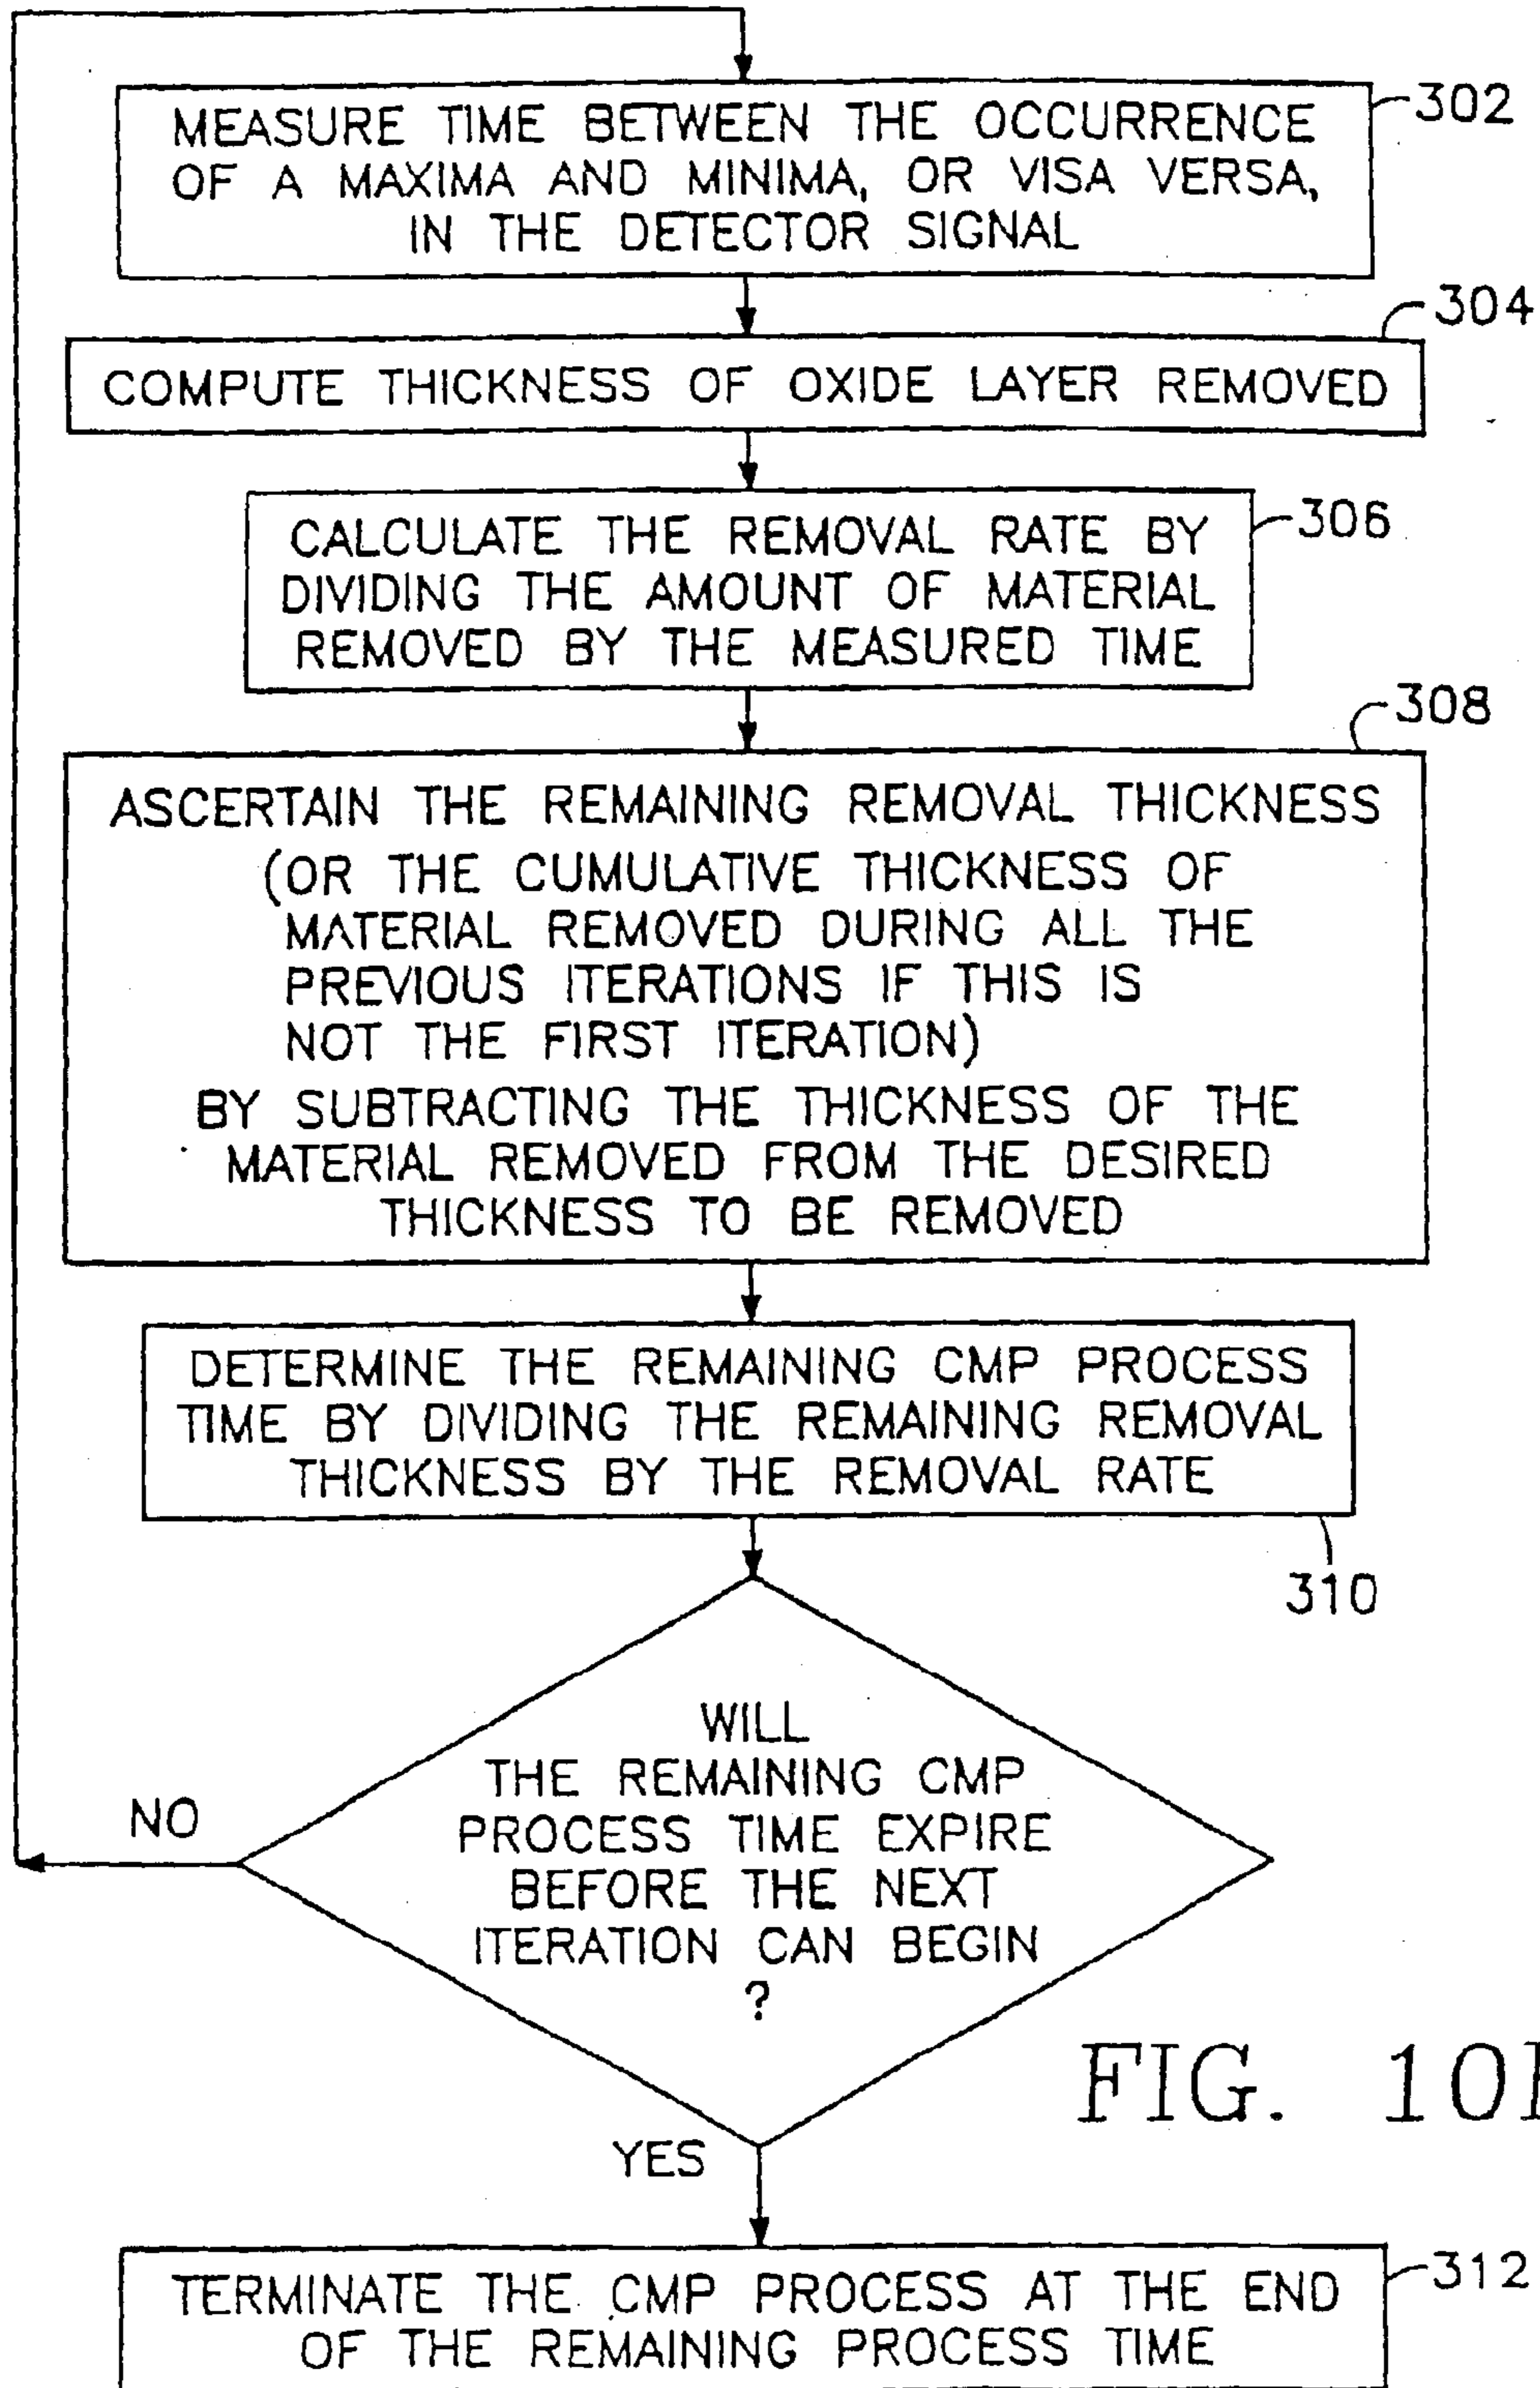 302
MEASURE TIME BETWEEN THE OCCURRENCE
OF A MAXIMA AND MINIMA, OR VISA VERSA,
IN THE DETECTOR SIGNAL
304
COMPUTE THICKNESS OF OXIDE LAYER REMOVED
306
CALCULATE THE REMOVAL RATE BY
DIVIDING THE AMOUNT OF MATERIAL
REMOVED BY THE MEASURED TIME
308
ASCERTAIN THE REMAINING REMOVAL THICKNESS
(OR THE CUMULATIVE THICKNESS OF
MATERIAL REMOVED DURING ALL THE
PREVIOUS ITERATIONS IF THIS IS
NOT THE FIRST ITERATION)
BY SUBTRACTING THE THICKNESS OF THE
MATERIAL REMOVED FROM THE DESIRED
THICKNESS TO BE REMOVED
DETERMINE THE REMAINING CMP PROCESS
TIME BY DIVIDING THE REMAINING REMOVAL
THICKNESS BY THE REMOVAL RATE
310
WILL
THE REMAINING CMP
PROCESS TIME EXPIRE
BEFORE THE NEXT
ITERATION CAN BEGIN
?
NO
YES
FIG. 10
312
TERMINATE THE CMP PROCESS AT THE END
OF THE REMAINING PROCESS TIME